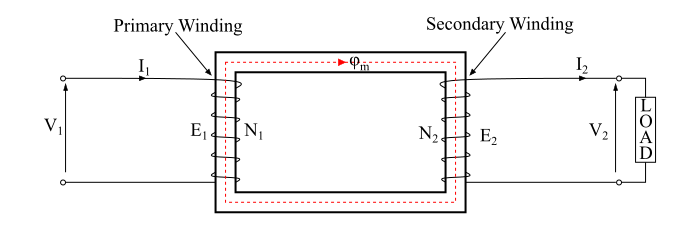 Primary Winding
Secondary Winding
I₁
φₘ
I₂
V₁
E₁
N₁
N₂
E₂
V₂
LOAD